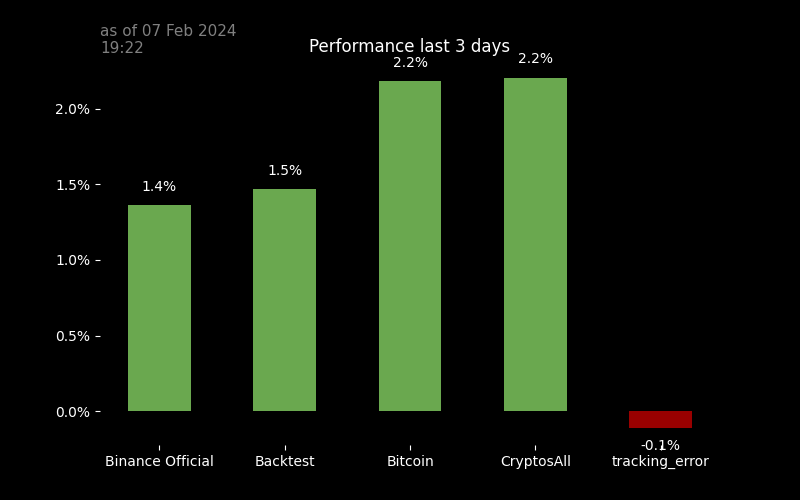 as of 07 Feb 2024
19:22
Performance last 3 days
2.2%
2.2%
2.0%
1.5%
1.4%
1.5%
1.0%
0.5%
0.0%
-0.1%
Binance Official
Backtest
Bitcoin
CryptosAll
tracking_error